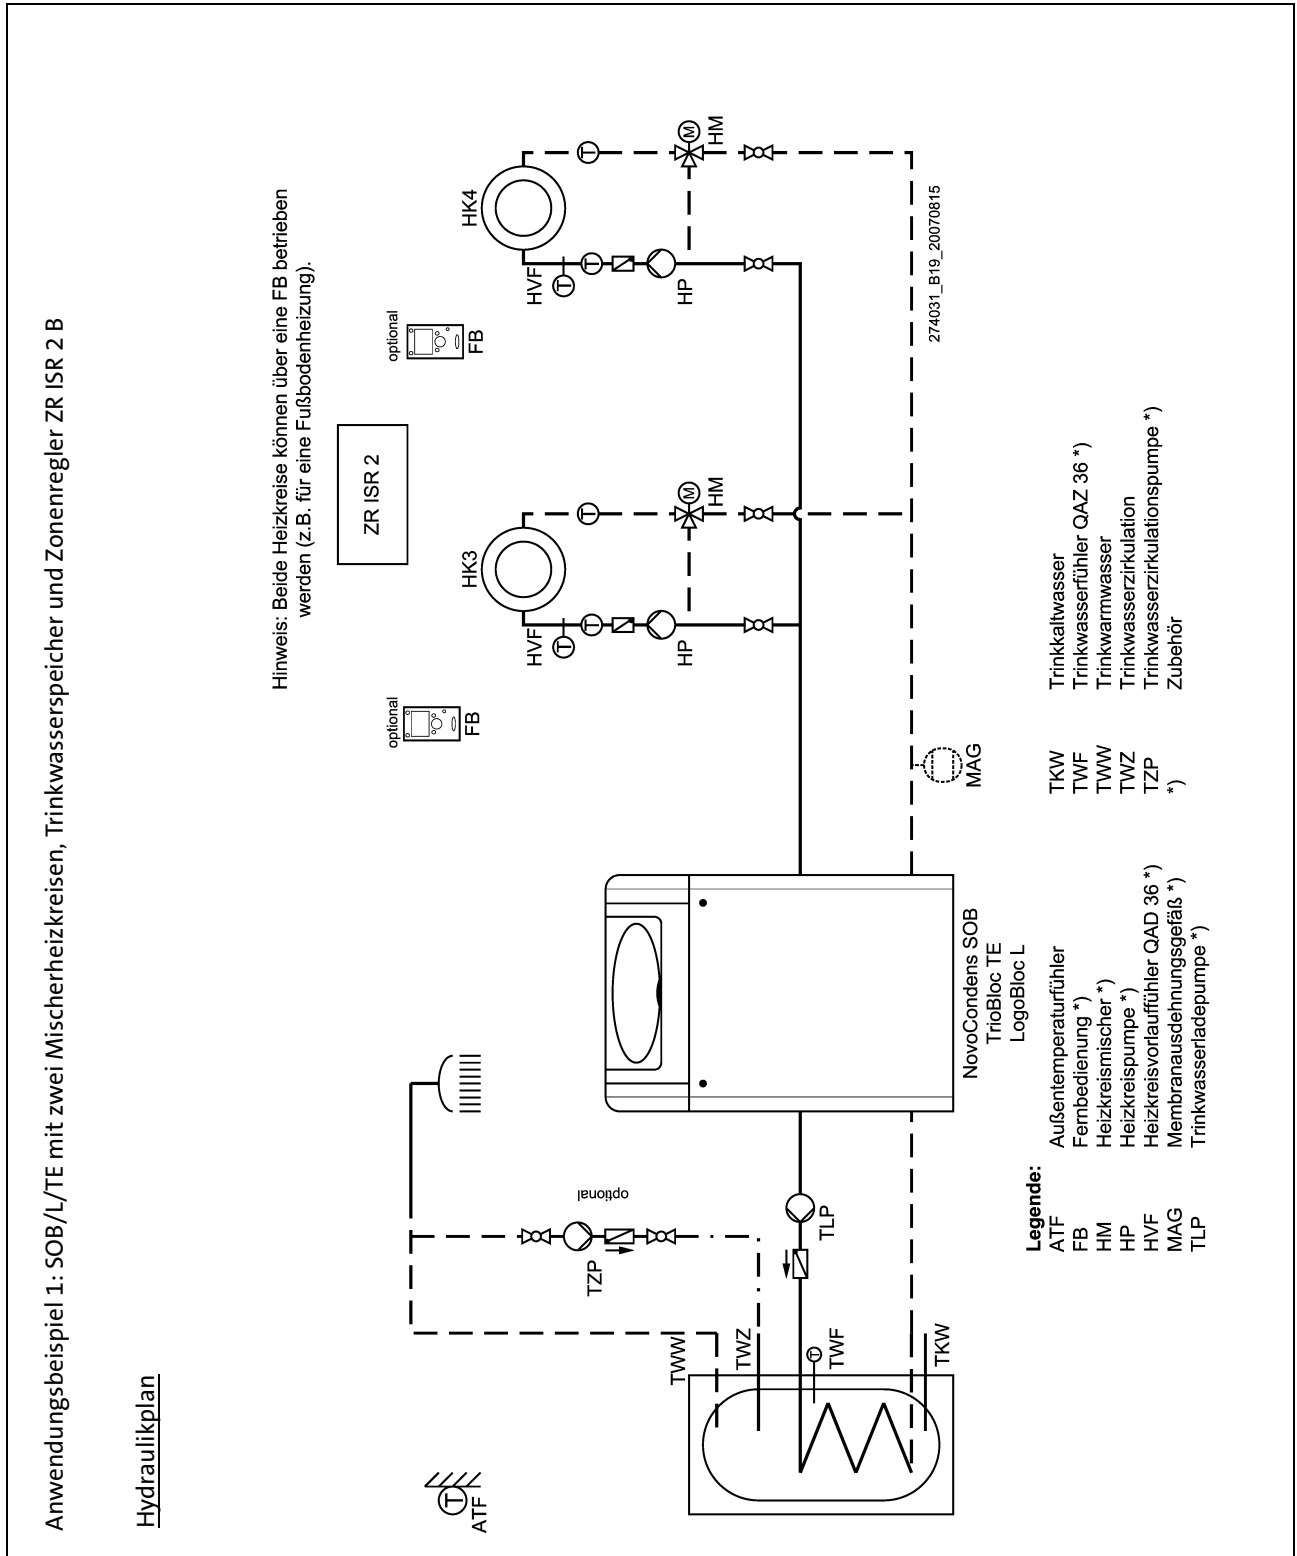 Anwendungsbeispiel 1: SOB/L/TE mit zwei Mischerheizkreisen, Trinkwasserspeicher und Zonenregler ZR ISR 2 B
Hydraulikplan
Hinweis: Beide Heizkreise können über eine FB betrieben
werden (z.B. für eine Fußbodenheizung).
ZR ISR 2
optional
FB
optional
FB
HK3
HK4
HVF
T
T
T
HP
M
HM
HVF
T
T
T
HP
M
HM
T
ATF
TZP
optional
TWW
TWZ
T
TWF
TKW
TLP
MAG
NovoCondens SOB
TrioBloc TE
LogoBloc L
274031_B19_20070815
Legende:
ATF Außentemperaturfühler
FB Fernbedienung *)
HM Heizkreismischer *)
HP Heizkreispumpe *)
HVF Heizkreisvorlauffühler QAD 36 *)
MAG Membranausdehnungsgefäß *)
TLP Trinkwasserladepumpe *)
TKW Trinkkaltwasser
TWF Trinkwasserfühler QAZ 36 *)
TWW Trinkwarmwasser
TWZ Trinkwasserzirkulation
TZP Trinkwasserzirkulationspumpe *)
*) Zubehör